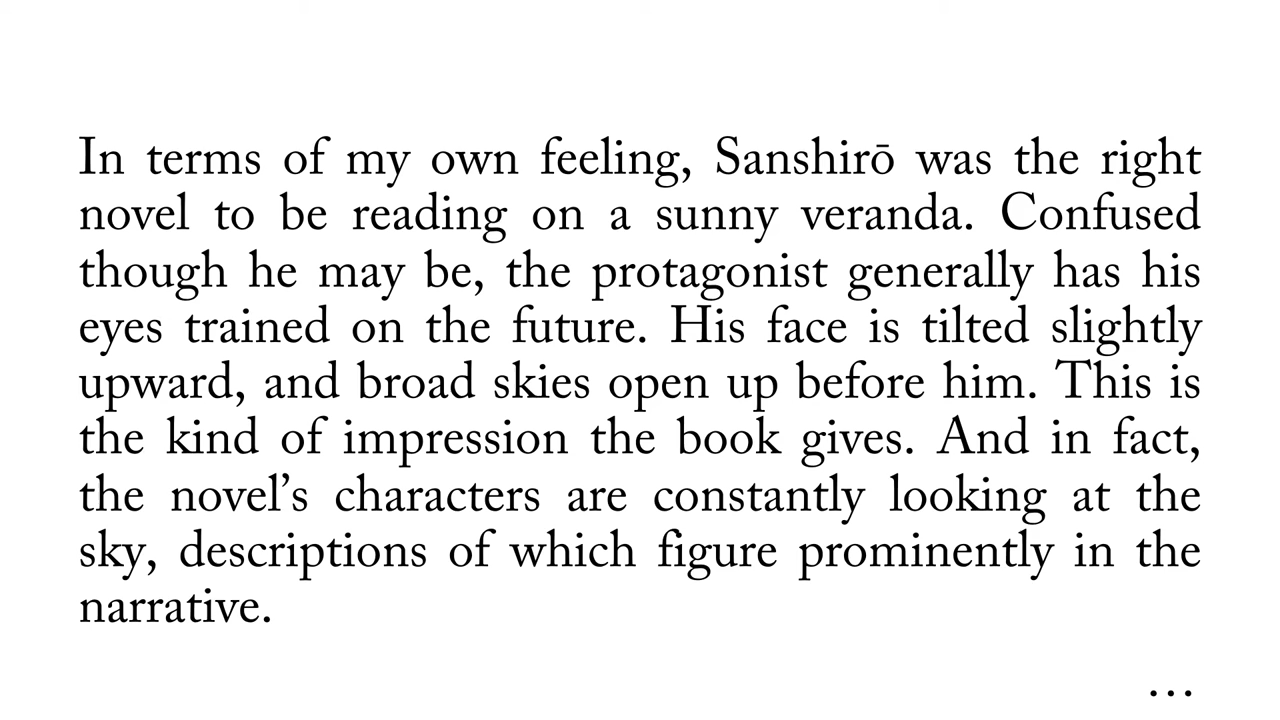 In terms of my own feeling, Sanshirō was the right
novel to be reading on a sunny veranda. Confused
though he may be, the protagonist generally has his
eyes trained on the future. His face is tilted slightly
upward, and broad skies open up before him. This is
the kind of impression the book gives. And in fact,
the novel’s characters are constantly looking at the
sky, descriptions of which figure prominently in the
narrative.
…